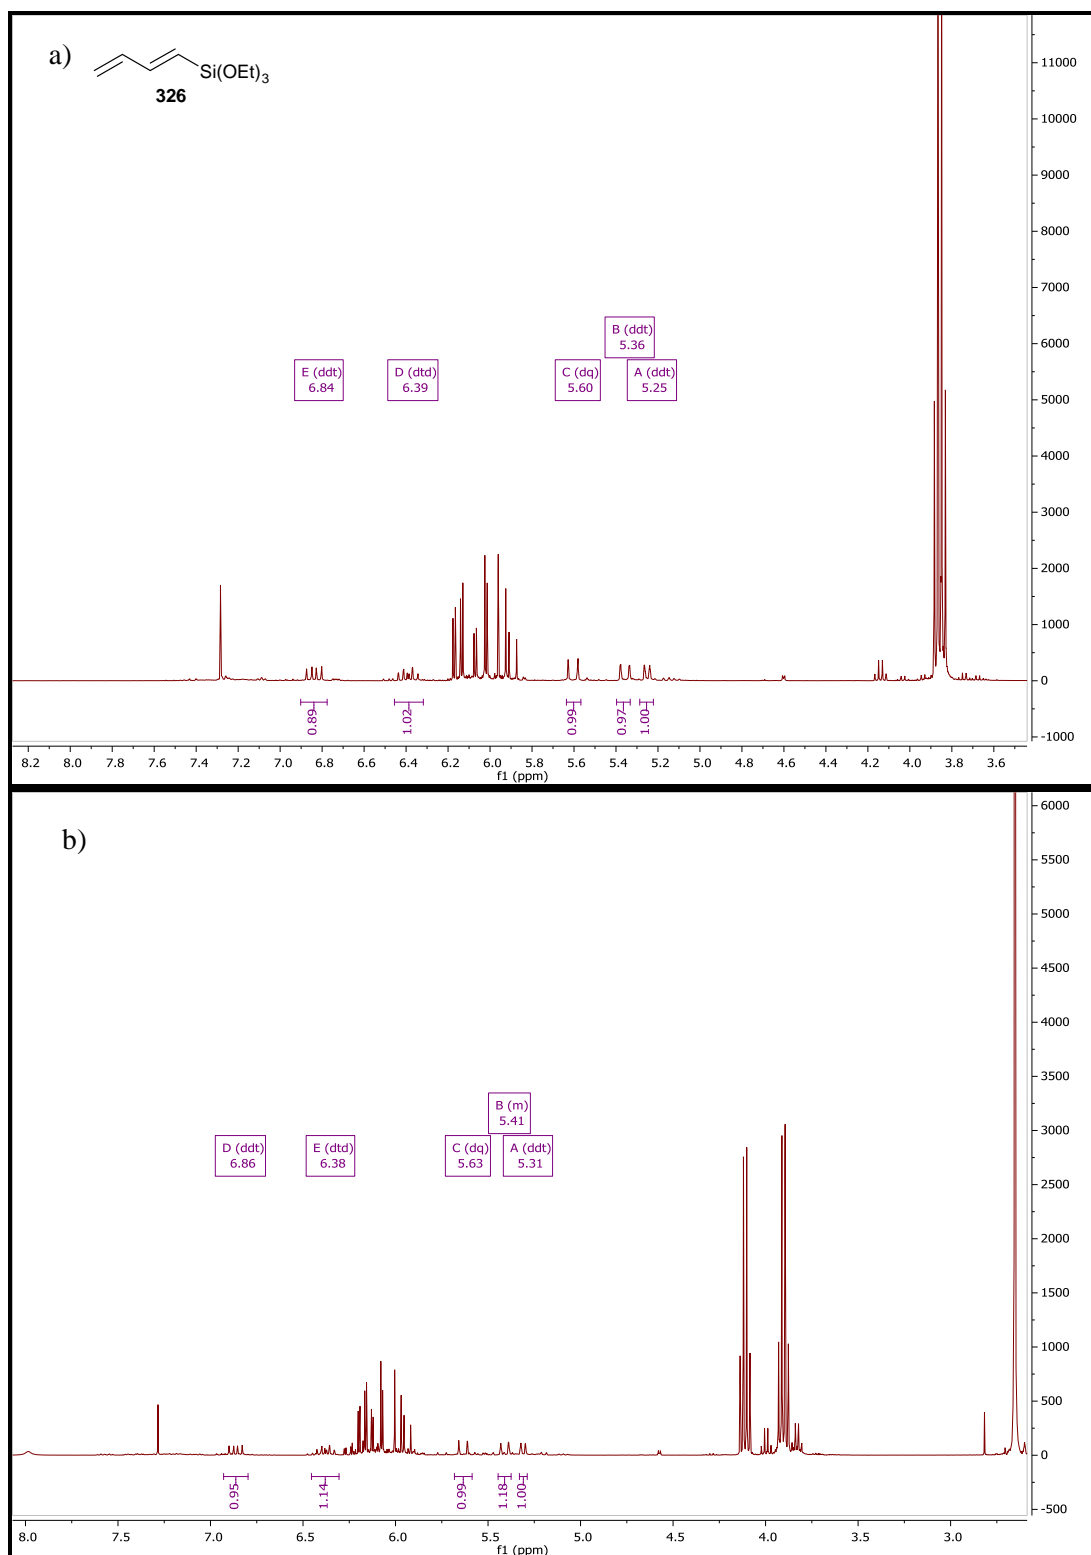 a)
Si(OEt)3
326
B (ddt)
5.36
E (ddt)
6.84
D (dtd)
6.39
C (dq)
5.60
A (ddt)
5.25
0.89
1.02
0.99
0.97
1.00
11000
10000
9000
8000
7000
6000
5000
4000
3000
2000
1000
0
-1000
8.2 8.0 7.8 7.6 7.4 7.2 7.0 6.8 6.6 6.4 6.2 6.0 5.8 5.6 5.4 5.2 5.0 4.8 4.6 4.4 4.2 4.0 3.8 3.6
f1 (ppm)
b)
B (m)
5.41
D (ddt)
6.86
E (dtd)
6.38
C (dq)
5.63
A (ddt)
5.31
0.95
1.14
0.99
1.18
1.00
6000
5500
5000
4500
4000
3500
3000
2500
2000
1500
1000
500
0
-500
8.0 7.5 7.0 6.5 6.0 5.5 5.0 4.5 4.0 3.5 3.0
f1 (ppm)